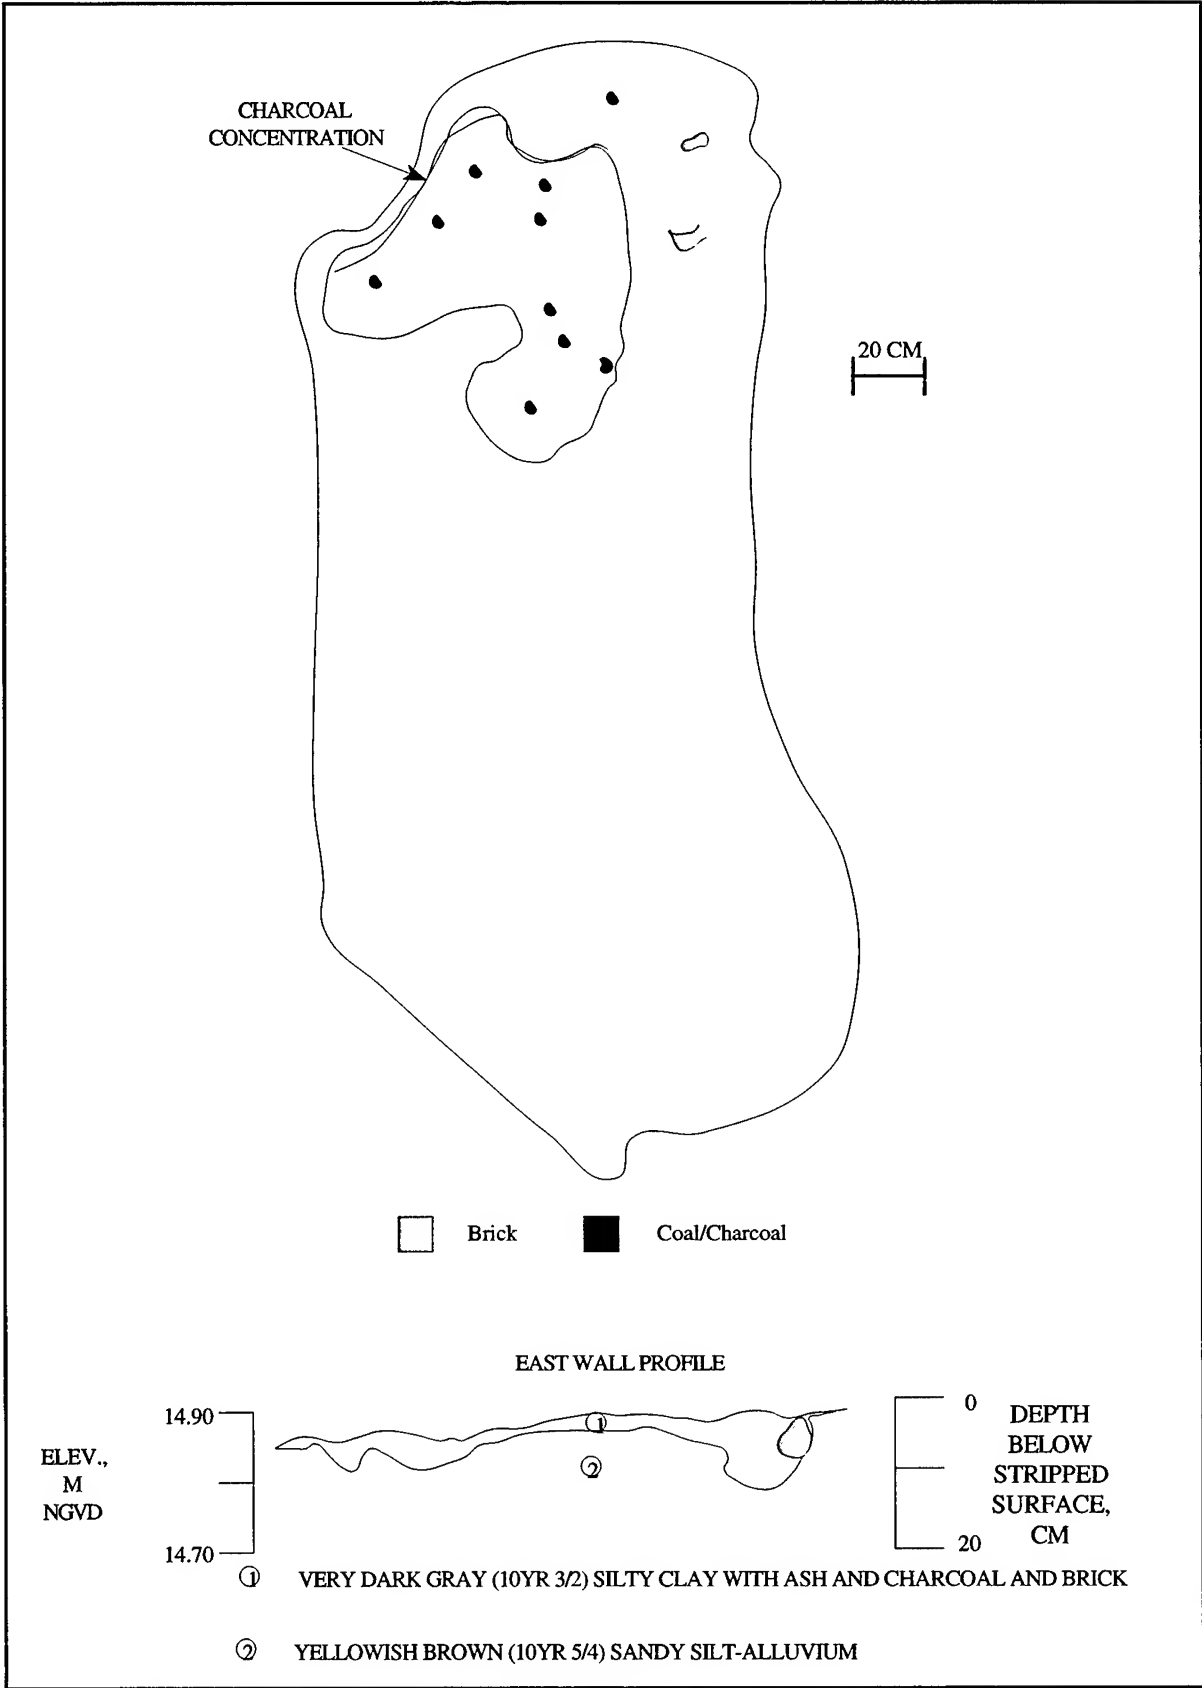 CHARCOAL
CONCENTRATION
20 CM
Brick
Coal/Charcoal
EAST WALL PROFILE
14.90
ELEV.,
M
NGVD
14.70
1
2
0
20
DEPTH
BELOW
STRIPPED
SURFACE,
CM
1 VERY DARK GRAY (10YR 3/2) SILTY CLAY WITH ASH AND CHARCOAL AND BRICK
2 YELLOWISH BROWN (10YR 5/4) SANDY SILT-ALLUVIUM